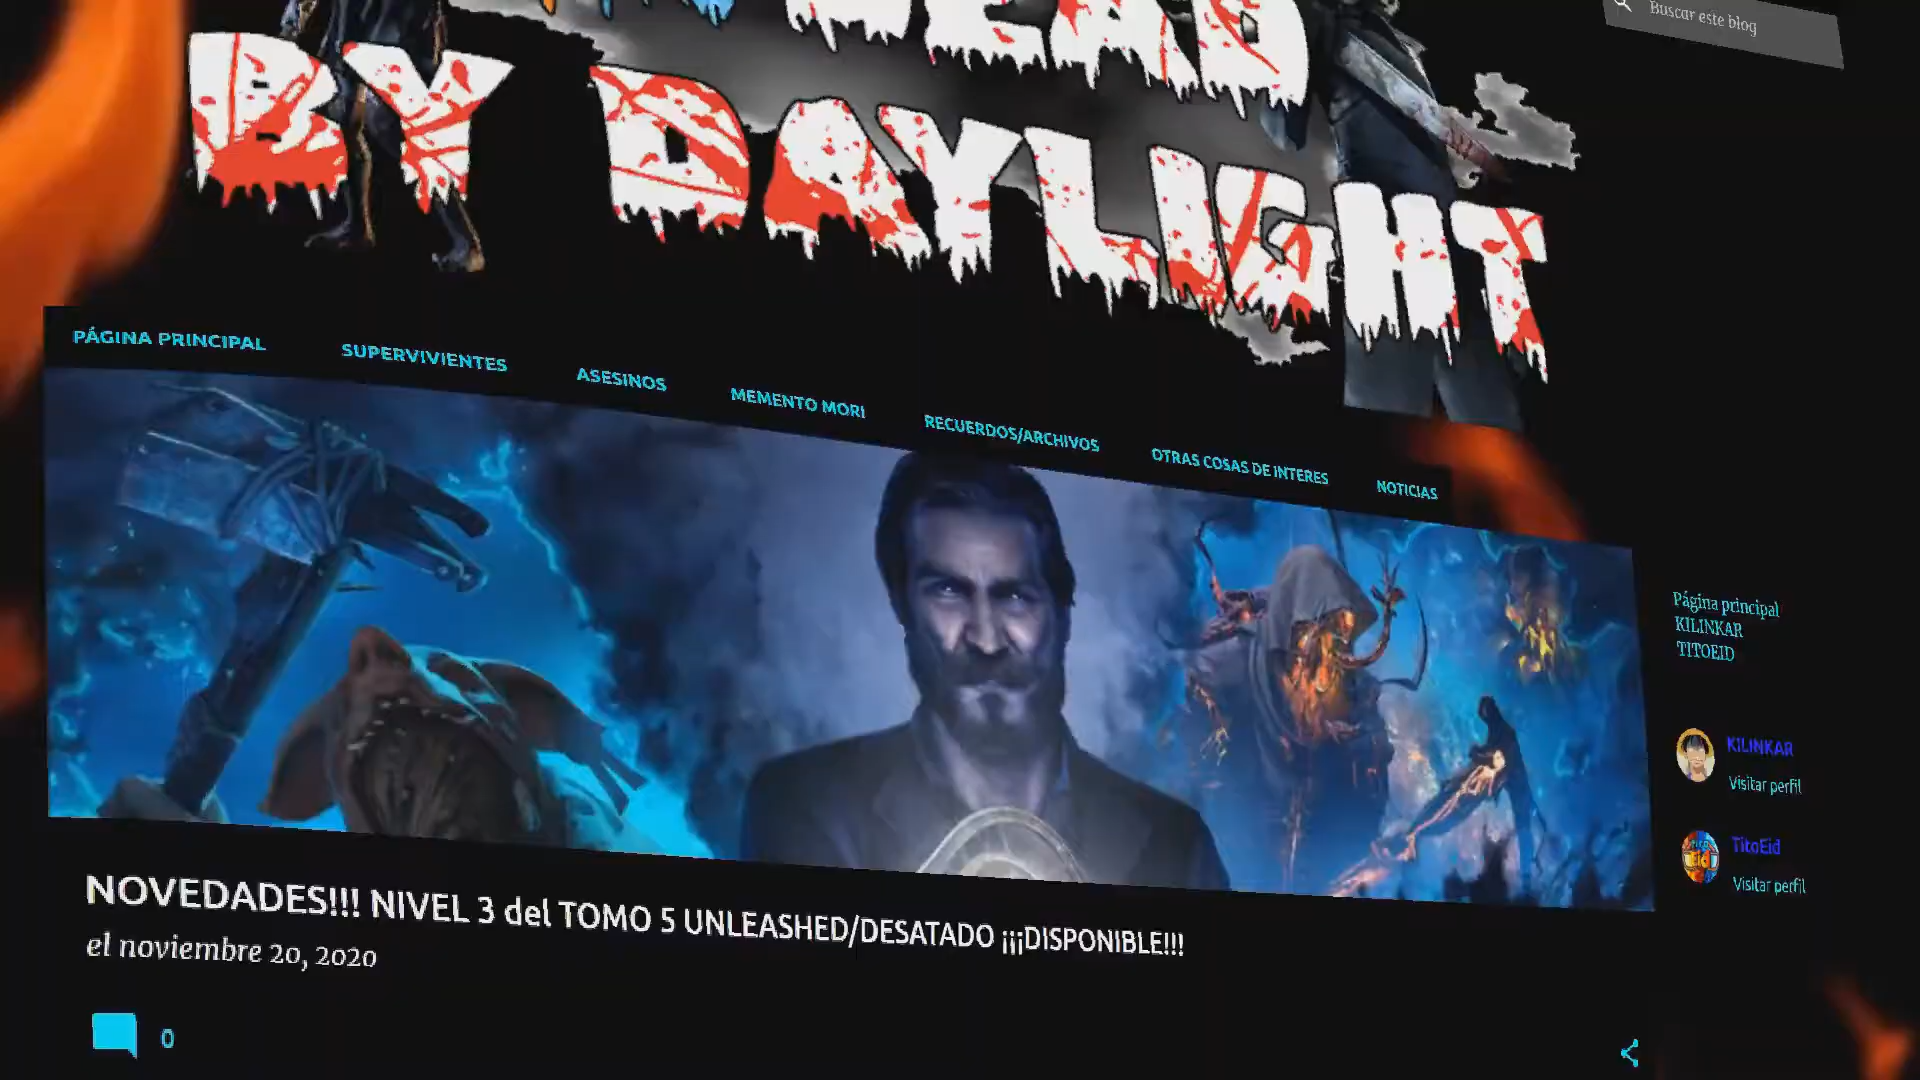 Buscar este blog
DEAD
BY DAYLIGHT
PÁGINA PRINCIPAL
SUPERVIVIENTES
ASESINOS
MEMENTO MORI
RECUERDOS/ARCHIVOS
OTRAS COSAS DE INTERES
NOTICIAS
Página principal
KILINKAR
TITOEID
KILINKAR
Visitar perfil
TitoEid
Visitar perfil
NOVEDADES!!! NIVEL 3 del TOMO 5 UNLEASHED/DESATADO ¡¡¡DISPONIBLE!!!
el noviembre 20, 2020
0